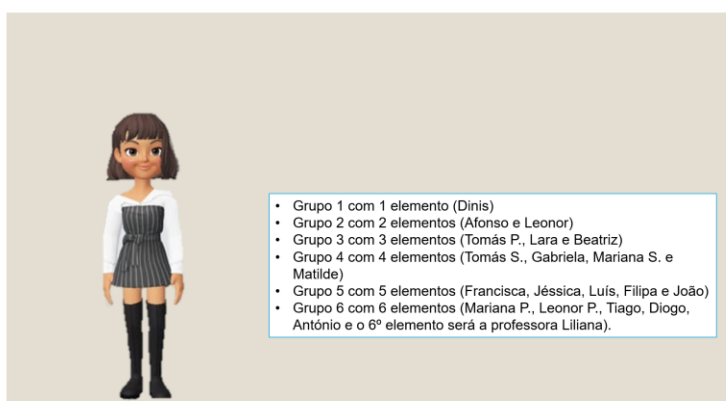 • Grupo 1 com 1 elemento (Dinis)
• Grupo 2 com 2 elementos (Afonso e Leonor)
• Grupo 3 com 3 elementos (Tomás P., Lara e Beatriz)
• Grupo 4 com 4 elementos (Tomás S., Gabriela, Mariana S. e
Matilde)
• Grupo 5 com 5 elementos (Francisca, Jéssica, Luís, Filipa e João)
• Grupo 6 com 6 elementos (Mariana P., Leonor P., Tiago, Diogo,
António e o 6º elemento será a professora Liliana).